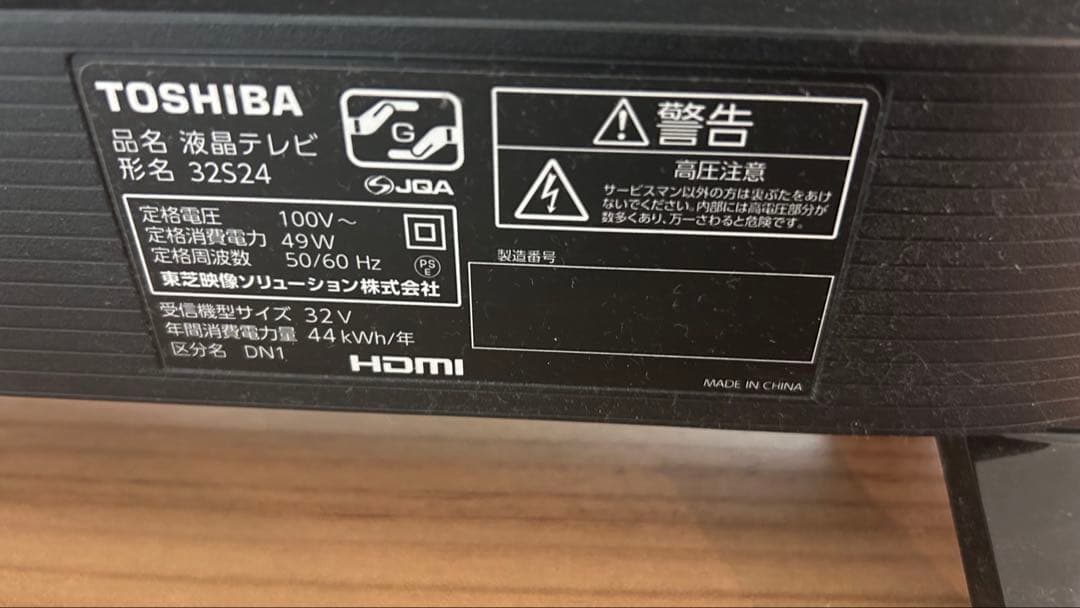 TOSHIBA
品名 液晶テレビ
形名 32S24
G
JQA
定格電圧 100V～
定格消費電力 49W
定格周波数 50/60 Hz
PS
E
東芝映像ソリューション株式会社
受信機型サイズ 32V
年間消費電力量 44kWh/年
区分名 DN1
HDMI
警告
高圧注意
サービスマン以外の方は裏ぶたをあけ
ないでください。内部には高電圧部分が
数多くあり、万一さわると危険です。
製造番号
MADE IN CHINA